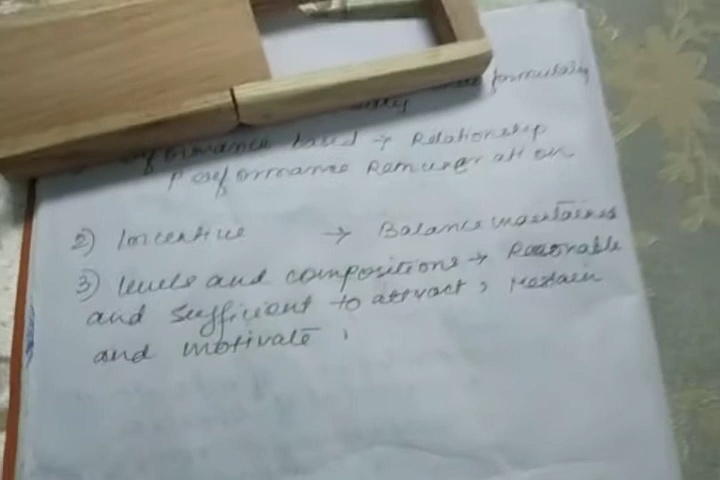 formulating
based → Relationship
performance Remuneration
2) Incentive → Balance maintained
3) levels and compositions → Reasonable
and sufficient to attract, Retain
and motivate,